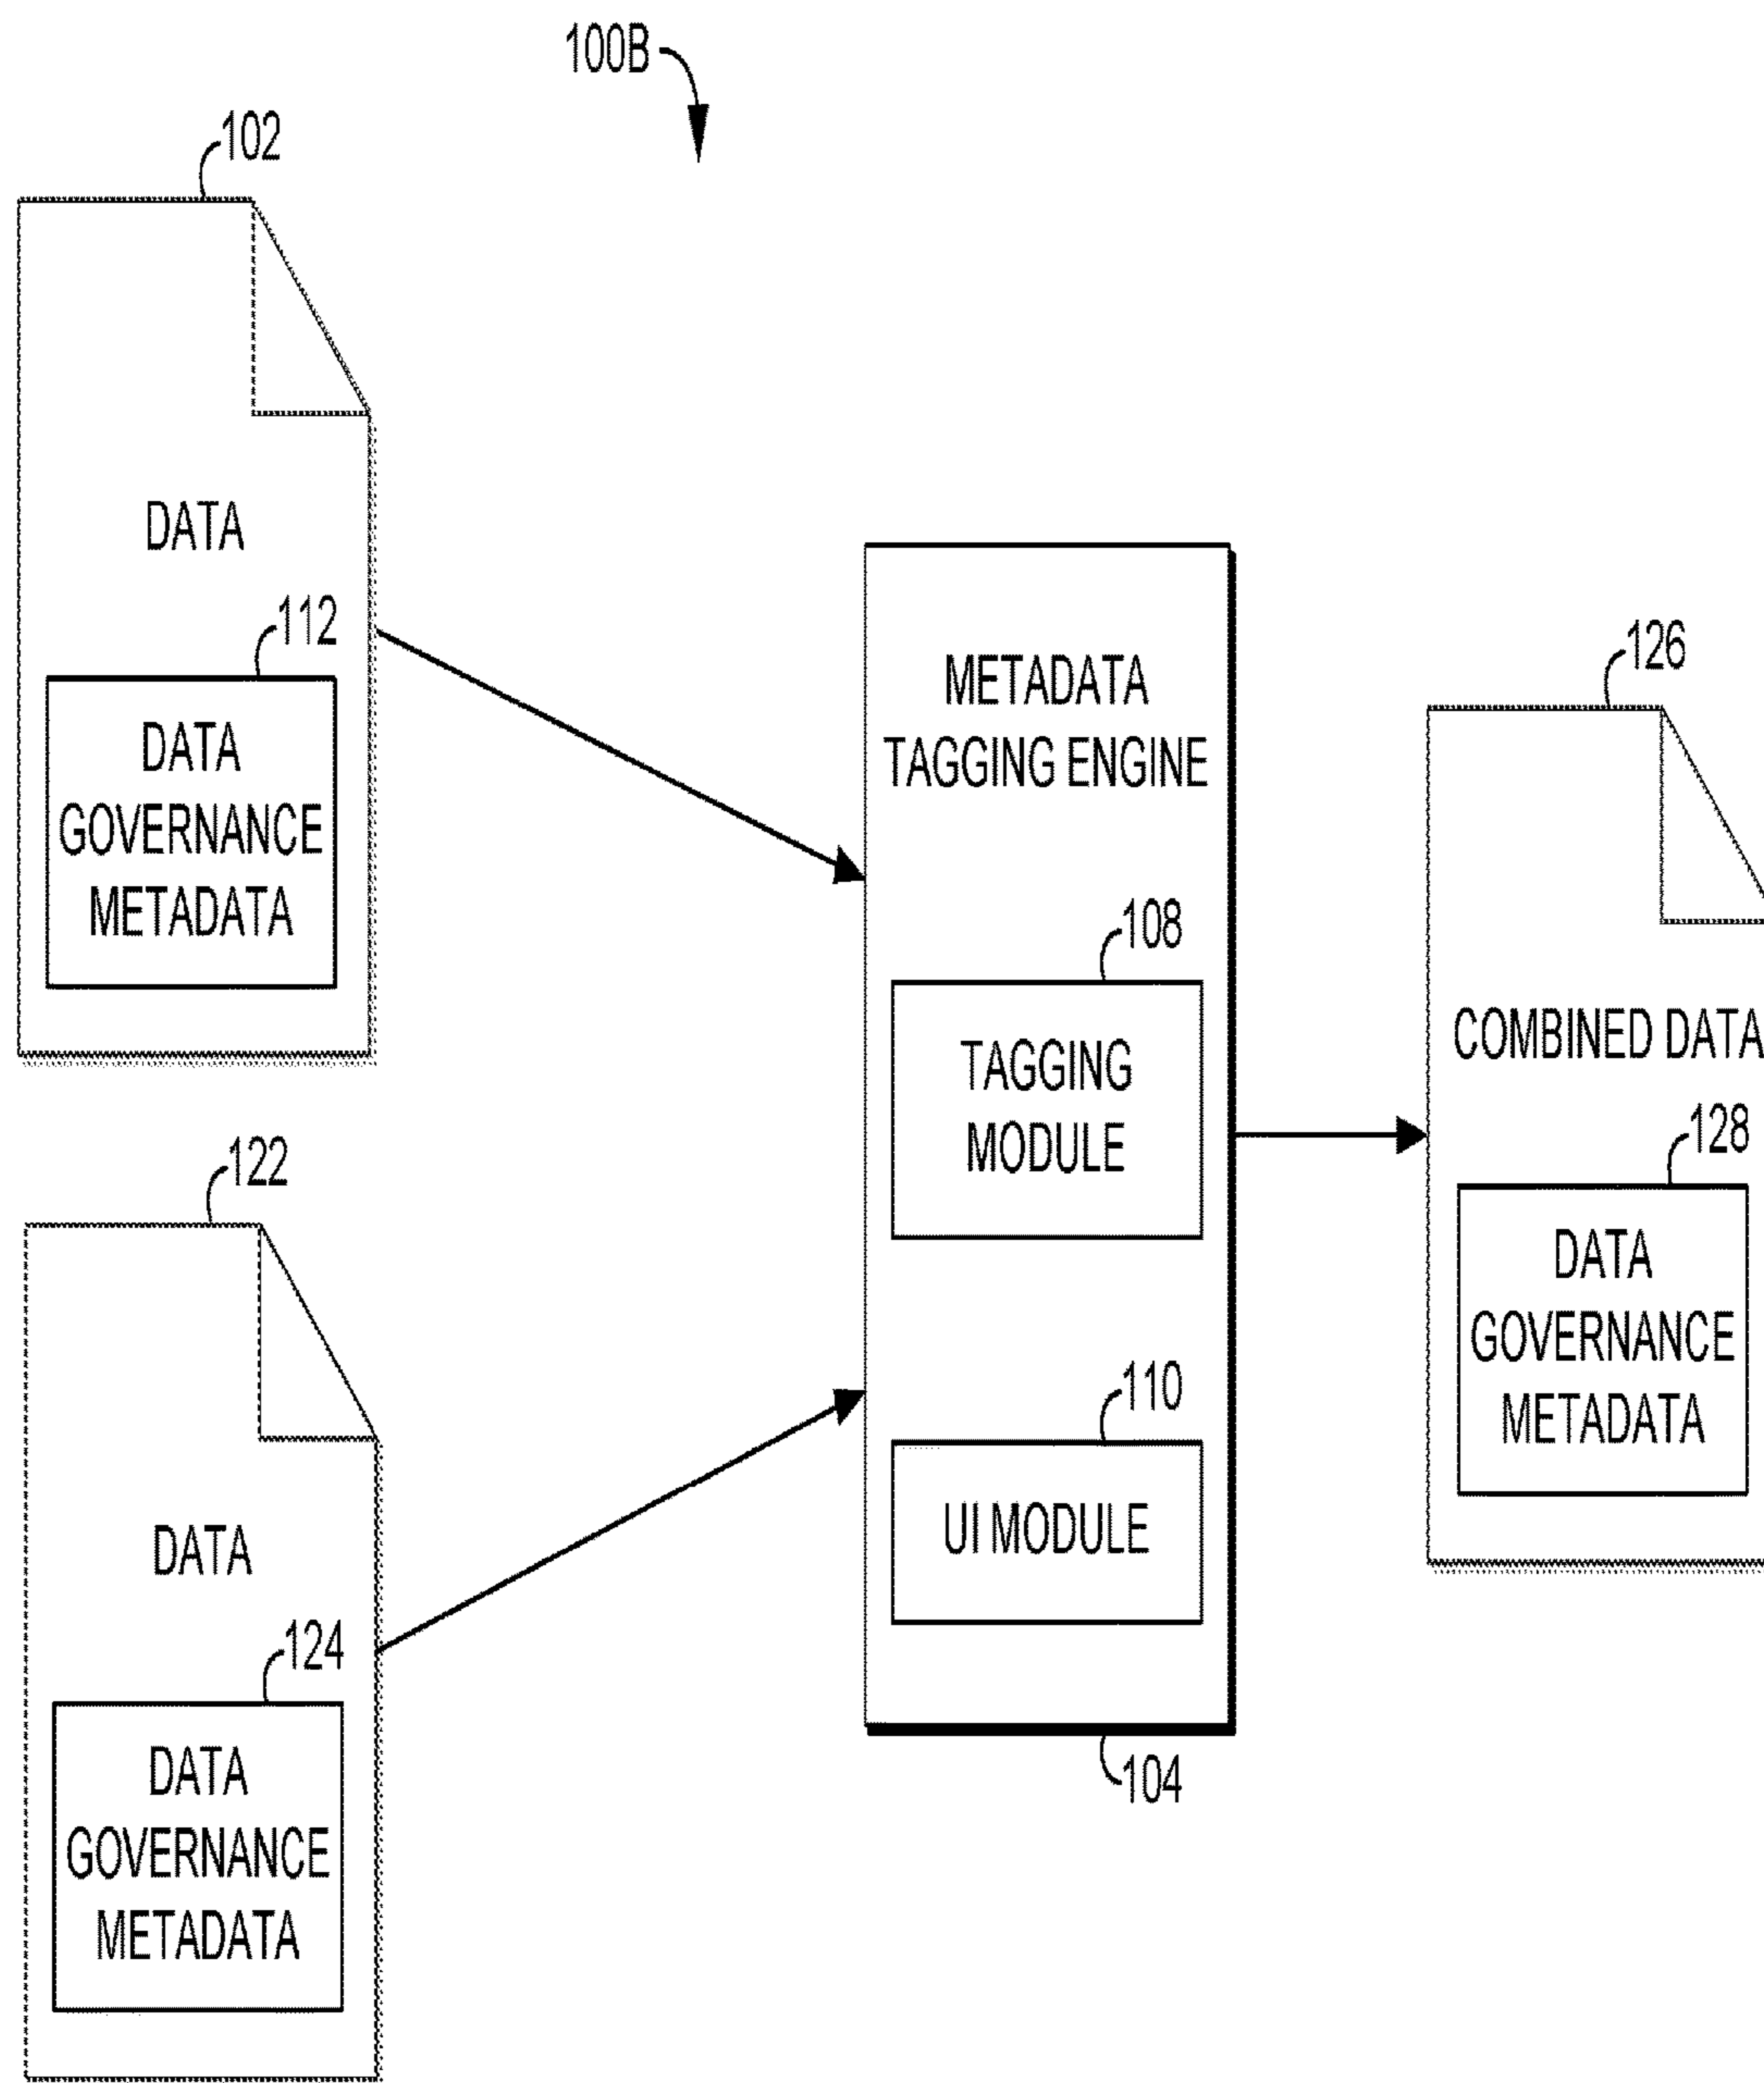 100B
102
DATA
112
DATA
GOVERNANCE
METADATA
122
DATA
124
DATA
GOVERNANCE
METADATA
METADATA
TAGGING ENGINE
108
TAGGING
MODULE
110
UI MODULE
104
126
COMBINED DATA
128
DATA
GOVERNANCE
METADATA